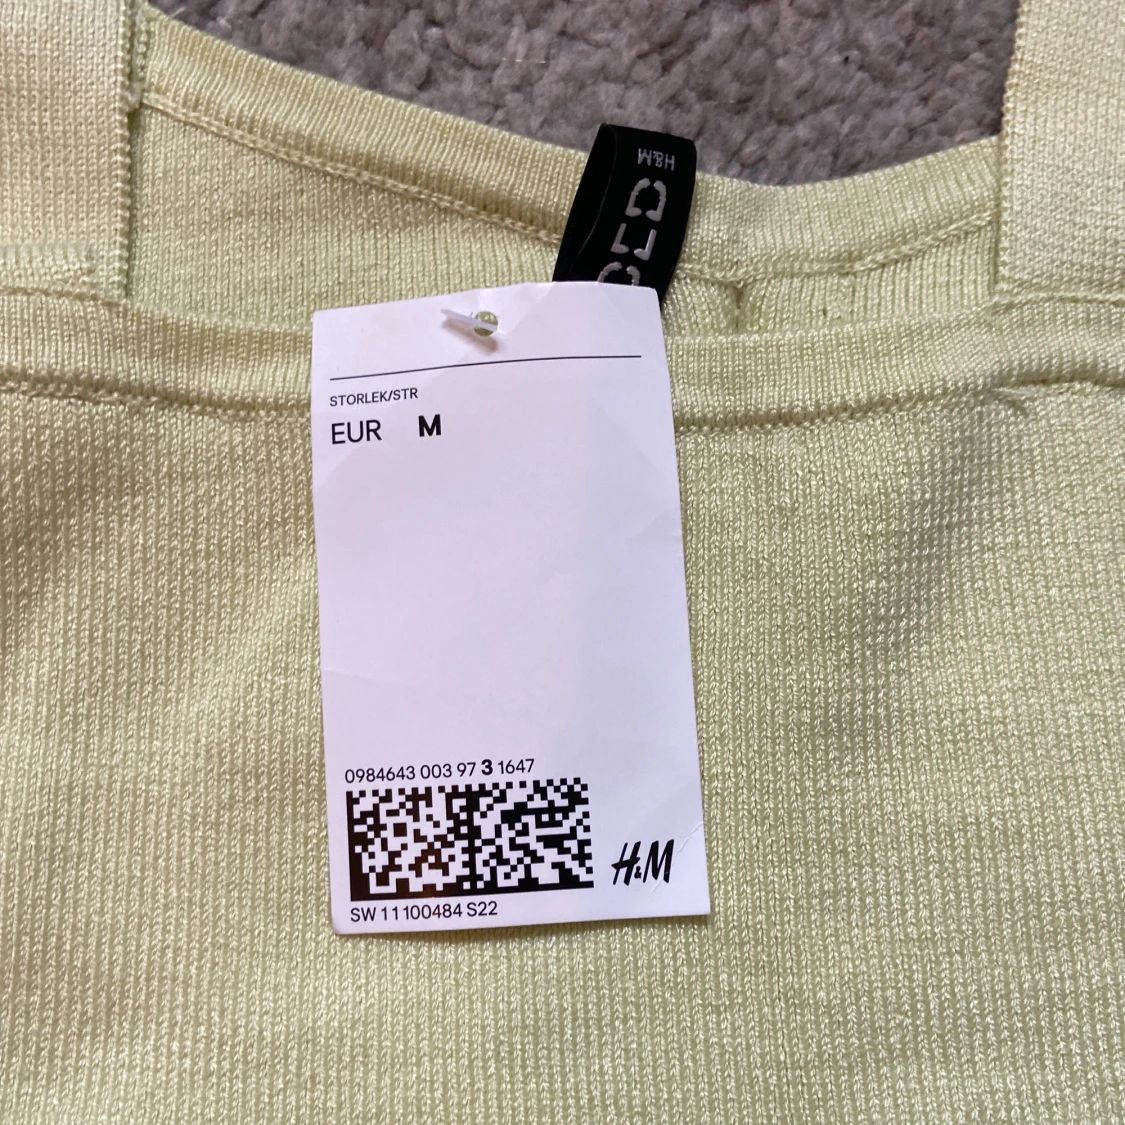 H&M
STORLEK/STR
EUR M
0984643 003 97 3 1647
H&M
SW 11100484 S22